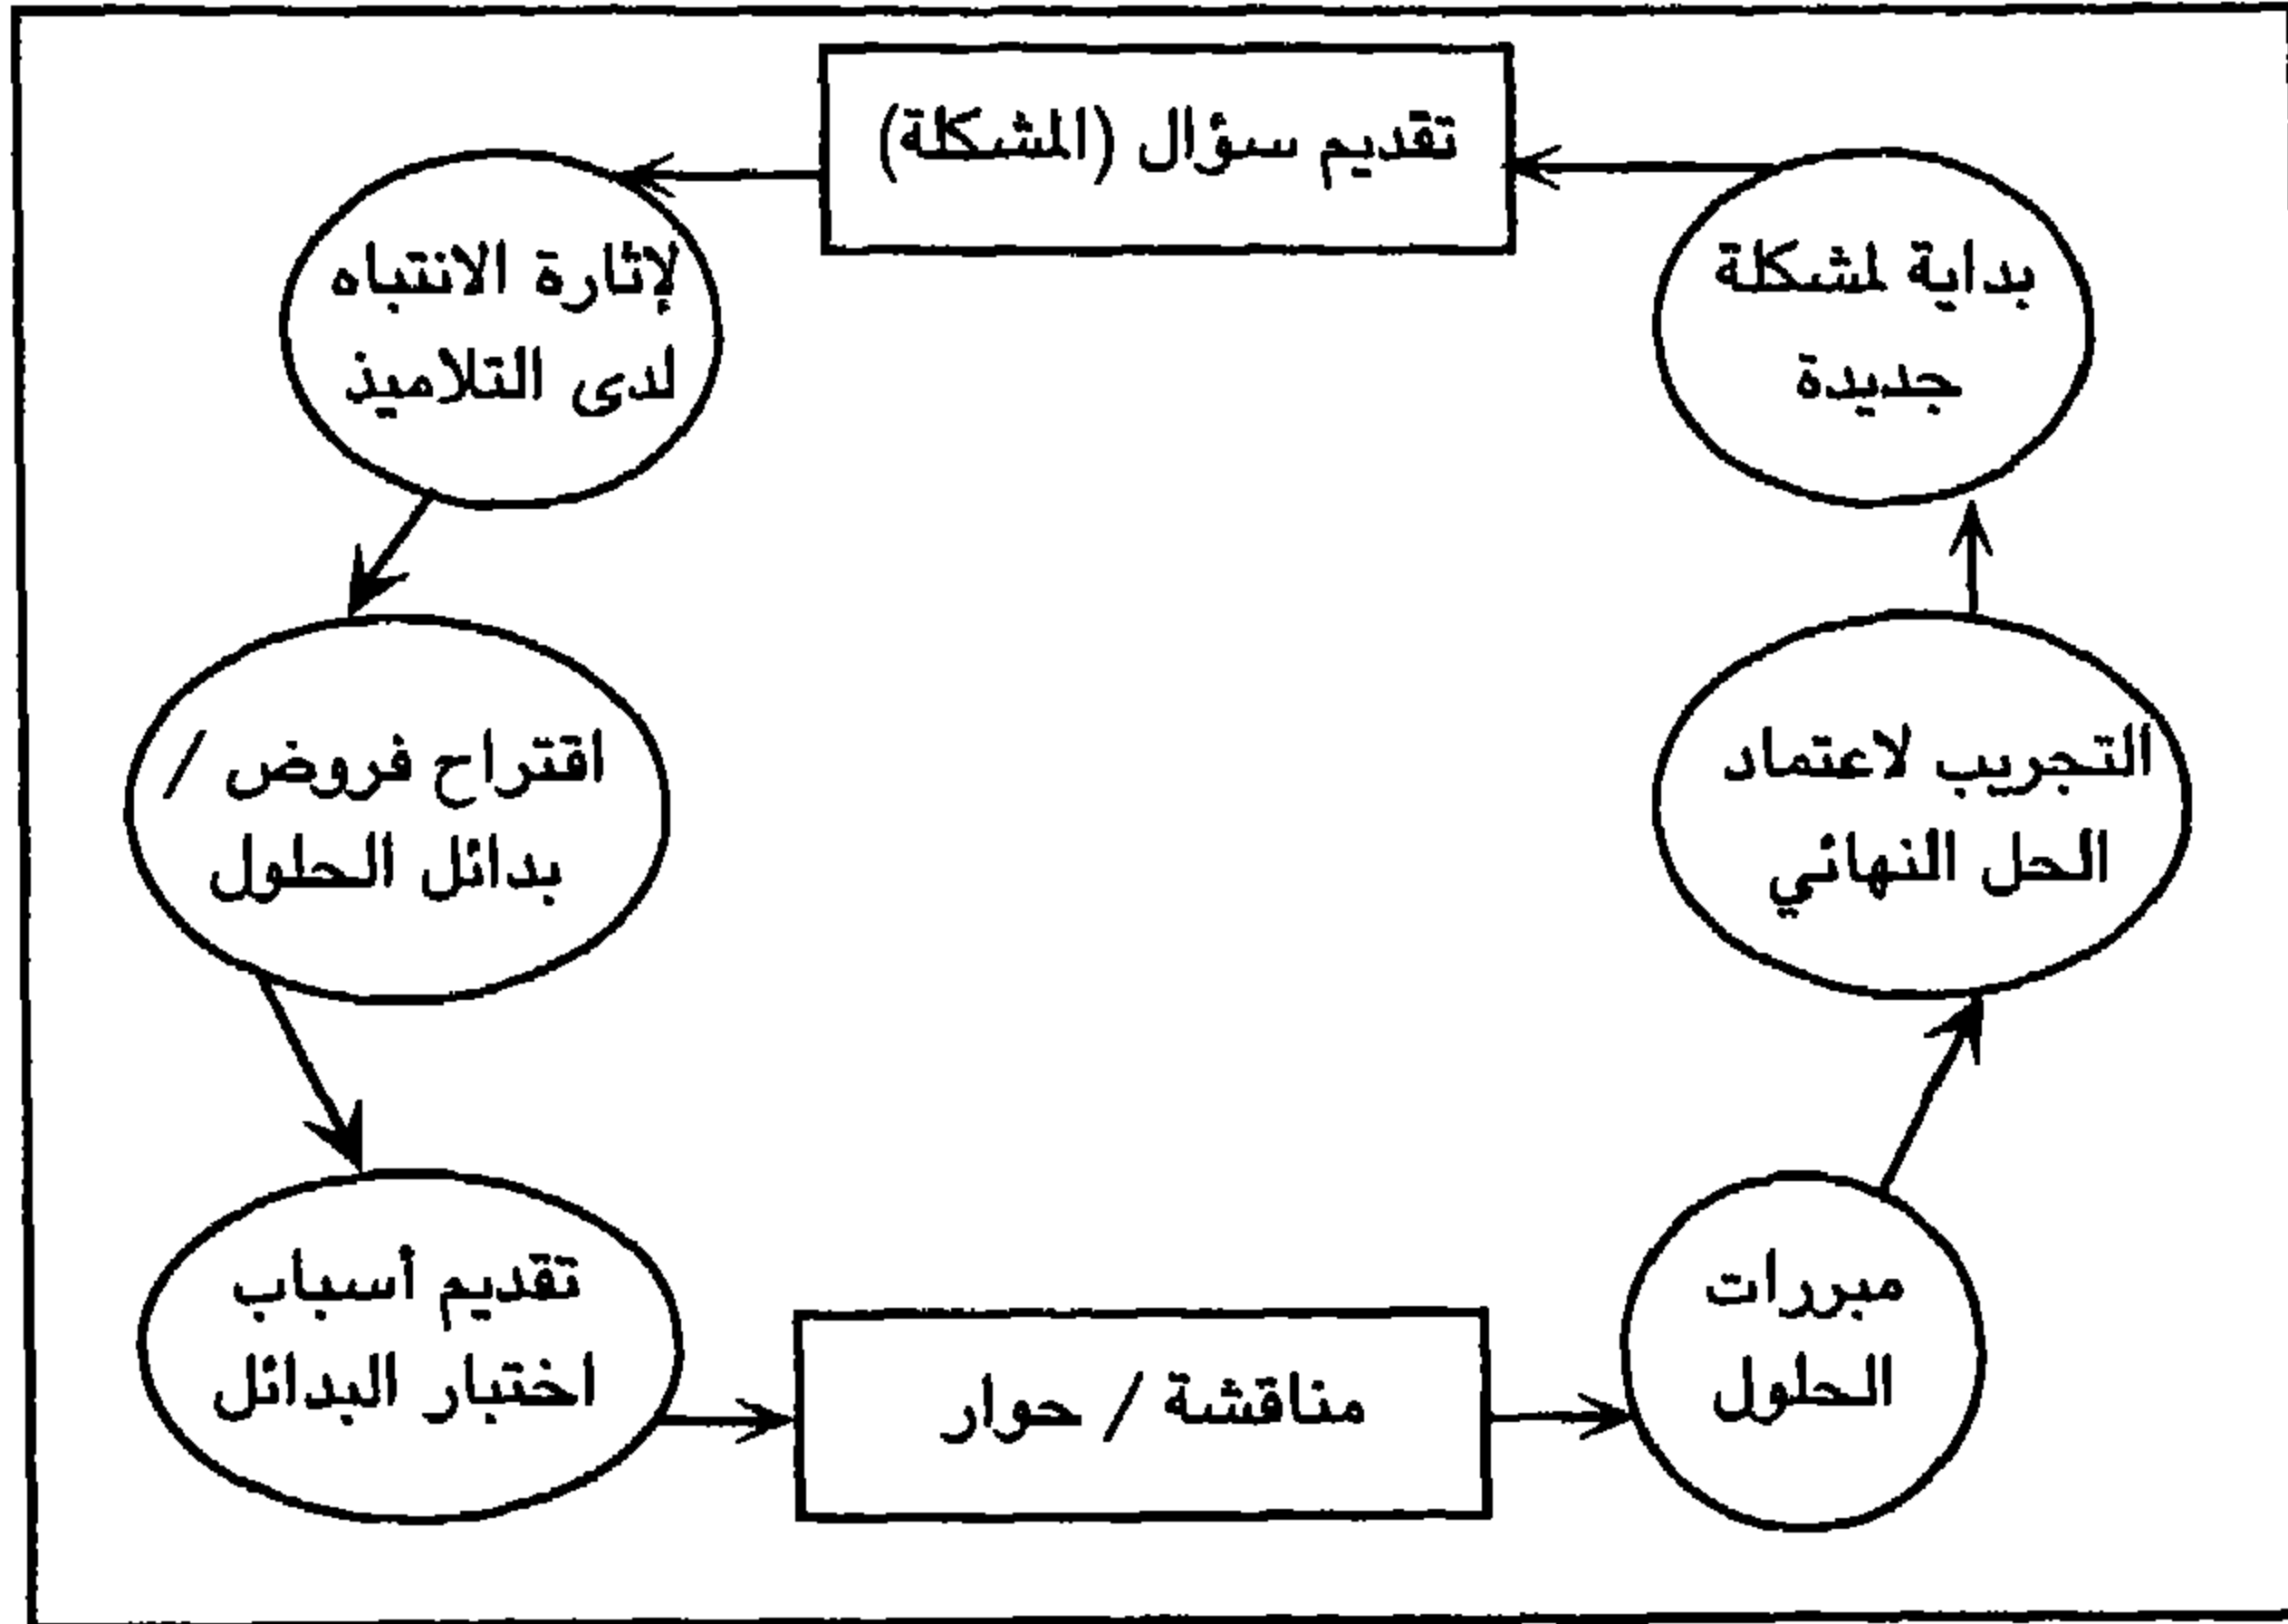 تقديم سؤال (المشكلة)
لإثارة الانتباه
لدى التلاميذ
اقتراح فروض /
بدائل الحلول
تقديم أسباب
اختبار البدائل
مناقشة / حوار
مبررات
الحلول
التجريب لاعتماد
الحل النهائي
بداية لمشكلة
جديدة